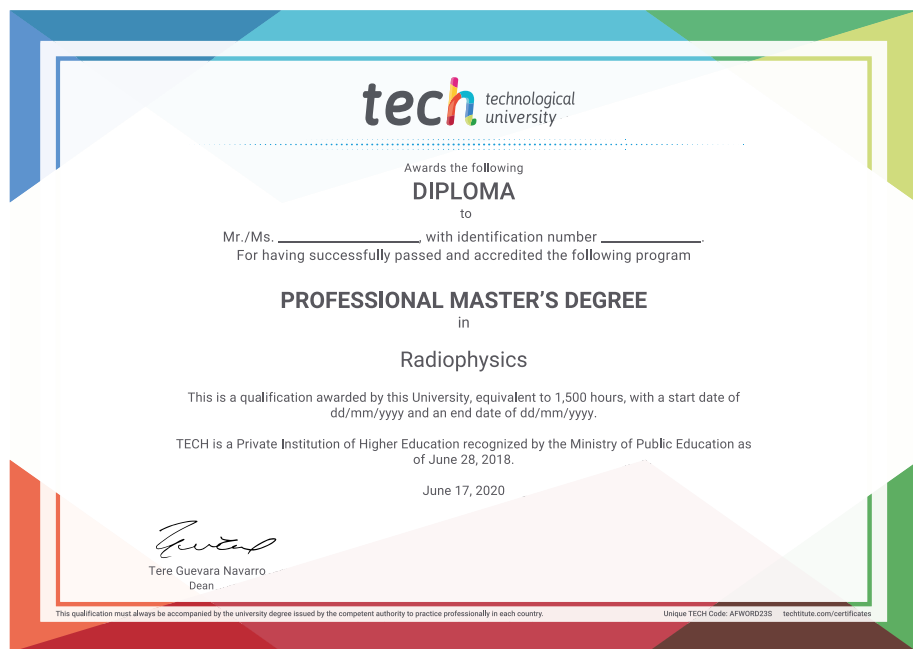 tech technological
university
Awards the following
DIPLOMA
to
Mr./Ms. ____________________, with identification number ______________.
For having successfully passed and accredited the following program
PROFESSIONAL MASTER'S DEGREE
in
Radiophysics
This is a qualification awarded by this University, equivalent to 1,500 hours, with a start date of
dd/mm/yyyy and an end date of dd/mm/yyyy.
TECH is a Private Institution of Higher Education recognized by the Ministry of Public Education as
of June 28, 2018.
June 17, 2020
Tere Guevara Navarro
Dean
This qualification must always be accompanied by the university degree issued by the competent authority to practice professionally in each country. Unique TECH Code: AFWORD23S techtitute.com/certificates